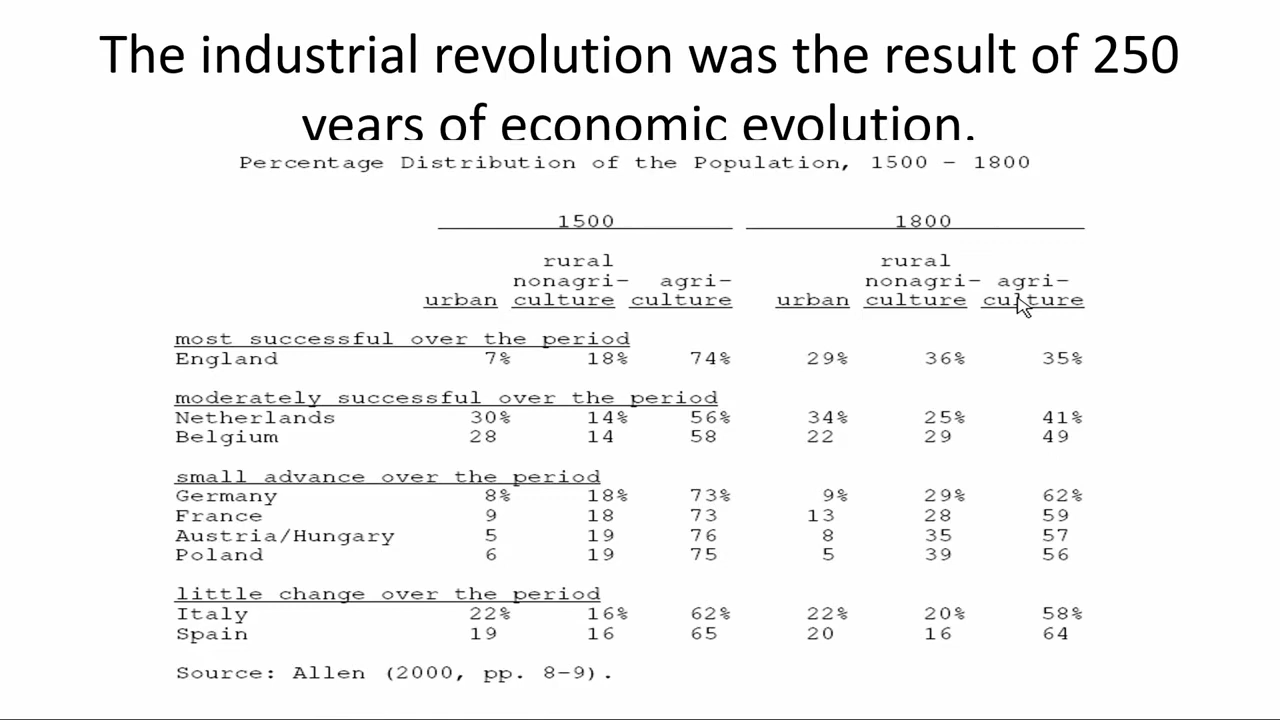 The industrial revolution was the result of 250
years of economic evolution.
Percentage Distribution of the Population, 1500 - 1800
1500 1800
rural rural
nonagri- agri- nonagri- agri-
urban culture culture urban culture culture
most successful over the period
England 7% 18% 74% 29% 36% 35%
moderately successful over the period
Netherlands 30% 14% 56% 34% 25% 41%
Belgium 28 14 58 22 29 49
small advance over the period
Germany 8% 18% 73% 9% 29% 62%
France 9 18 73 13 28 59
Austria/Hungary 5 19 76 8 35 57
Poland 6 19 75 5 39 56
little change over the period
Italy 22% 16% 62% 22% 20% 58%
Spain 19 16 65 20 16 64
Source: Allen (2000, pp. 8-9).